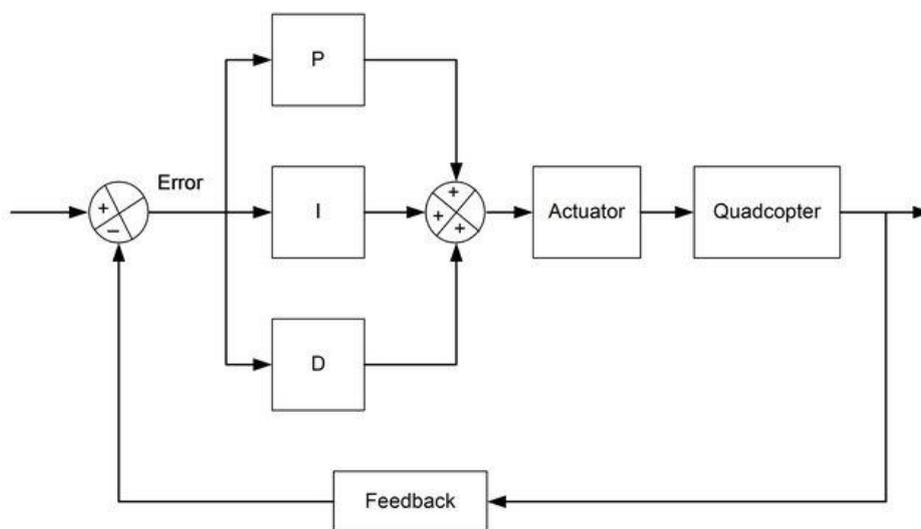 P
Error
+
−
I
+
+
+
Actuator
Quadcopter
D
Feedback